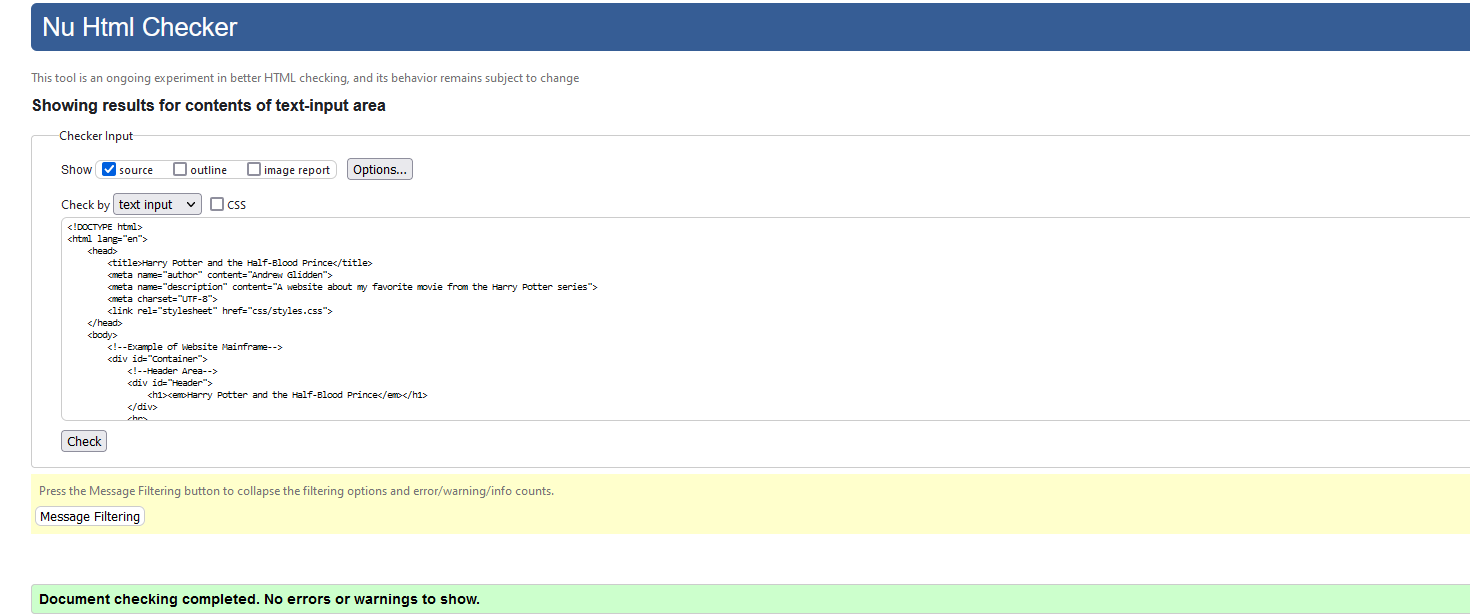 Nu Html Checker
This tool is an ongoing experiment in better HTML checking, and its behavior remains subject to change
Showing results for contents of text-input area
Checker Input
Show source outline image report Options...
Check by text input CSS
<!DOCTYPE html>
<html lang="en">
<head>
<title>Harry Potter and the Half-Blood Prince</title>
<meta name="author" content="Andrew Glidden">
<meta name="description" content="A website about my favorite movie from the Harry Potter series">
<meta charset="UTF-8">
<link rel="stylesheet" href="css/styles.css">
</head>
<body>
<!--Example of Website Mainframe-->
<div id="Container">
<!--Header Area-->
<div id="Header">
<h1><em>Harry Potter and the Half-Blood Prince</em></h1>
</div>
<hr>
Check
Press the Message Filtering button to collapse the filtering options and error/warning/info counts.
Message Filtering
Document checking completed. No errors or warnings to show.